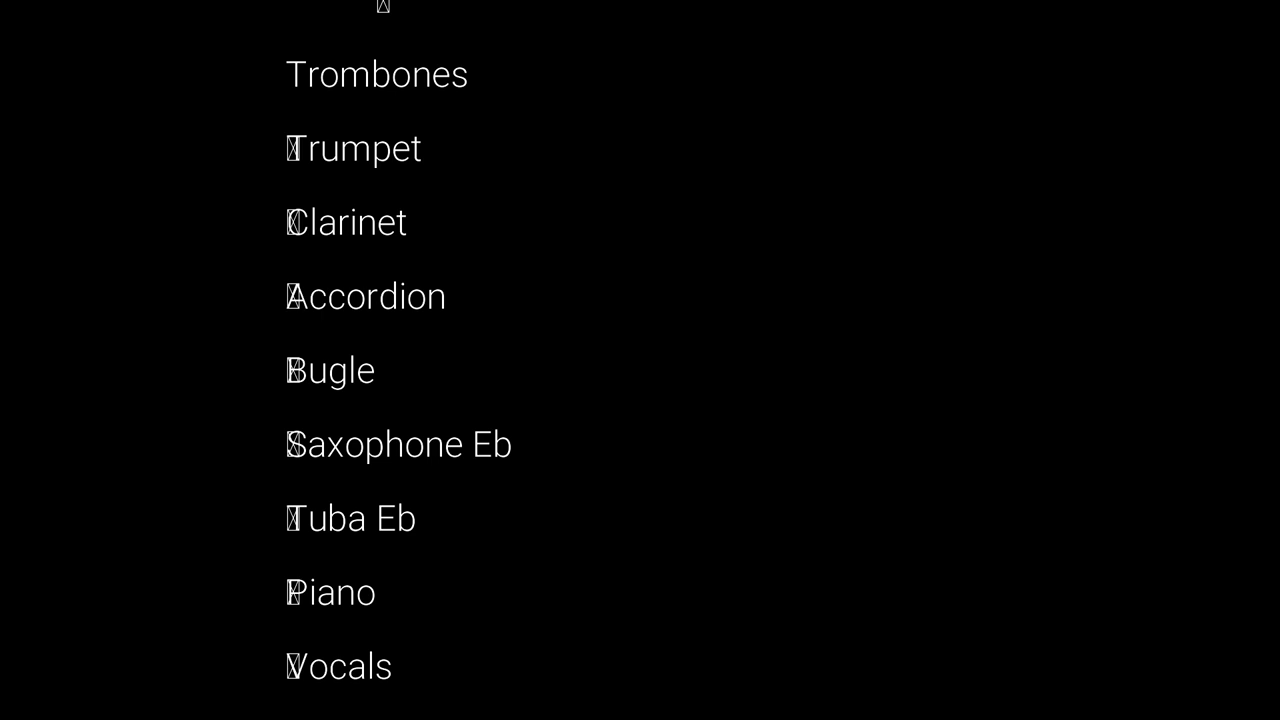 Trombones
Trumpet
Clarinet
Accordion
Bugle
Saxophone Eb
Tuba Eb
Piano
Vocals